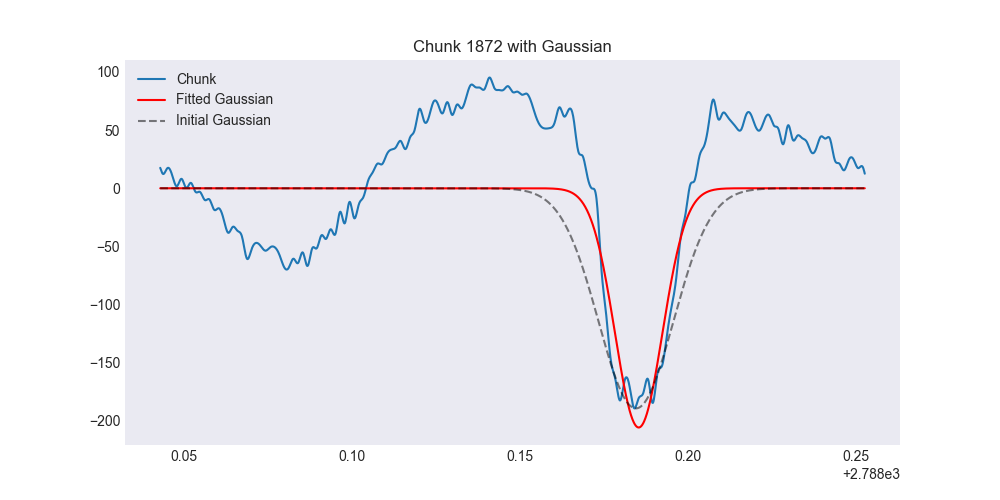 Chunk 1872 with Gaussian
Chunk
Fitted Gaussian
Initial Gaussian
100
50
0
−50
−100
−150
−200
0.05 0.10 0.15 0.20 0.25
+2.788e3